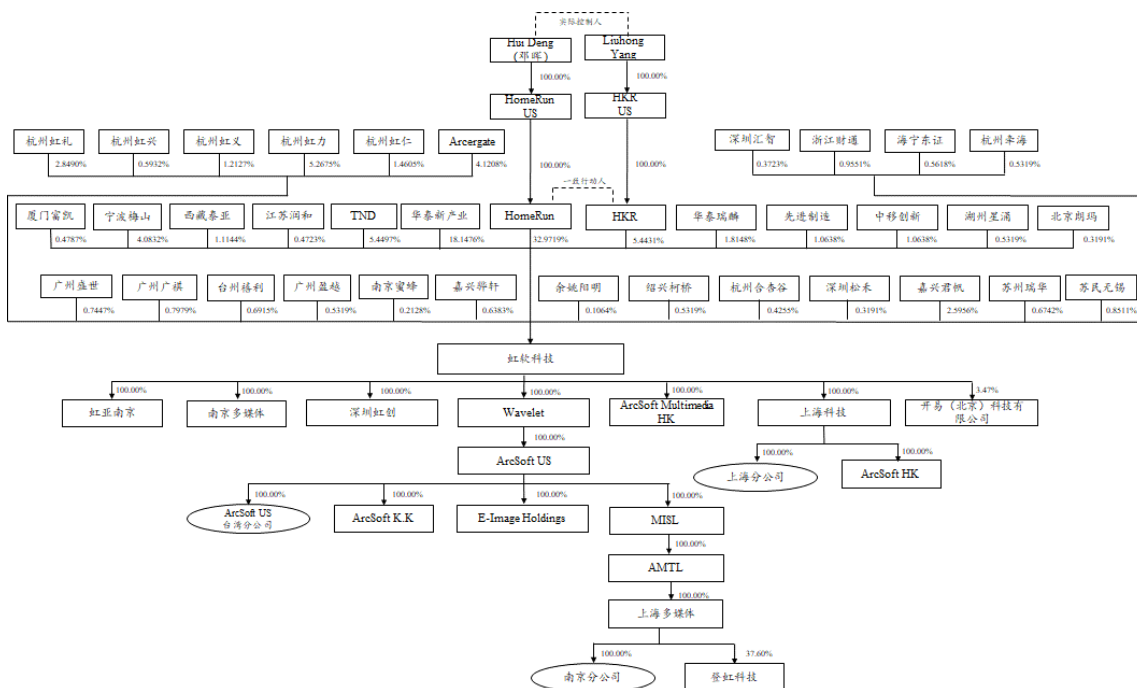 实际控制人
Hui Deng
(邓晖)
Liuhong
Yang
100.00%
100.00%
HomeRun
US
HKR
US
杭州虹礼
杭州虹兴
杭州虹义
杭州虹力
杭州虹仁
Arcergate
深圳汇智
浙江财通
海宁东证
杭州牵海
2.8490%
0.5932%
1.2127%
5.2675%
1.4605%
4.1208%
100.00%
100.00%
0.3723%
0.9551%
0.5618%
0.5319%
一致行动人
厦门富凯
宁波梅山
西藏泰亚
江苏润和
TND
华泰新产业
HomeRun
HKR
华泰瑞麟
先进制造
中移创新
湖州星涌
北京朗玛
0.4787%
4.0832%
1.1144%
0.4723%
5.4497%
18.1476%
32.9719%
5.4431%
1.8148%
1.0638%
1.0638%
0.5319%
0.3191%
广州盛世
广州广祺
台州禧利
广州盈越
南京蜜蜂
嘉兴骅轩
余姚阳明
绍兴柯桥
杭州合杏谷
深圳松禾
嘉兴君帆
苏州瑞华
苏民无锡
0.7447%
0.7979%
0.6915%
0.5319%
0.2128%
0.6383%
0.1064%
0.5319%
0.4255%
0.3191%
2.5956%
0.6742%
0.8511%
虹软科技
100.00%
100.00%
100.00%
100.00%
100.00%
100.00%
3.47%
虹亚南京
南京多媒体
深圳虹创
Wavelet
ArcSoft Multimedia
HK
上海科技
开易（北京）科技有
限公司
100.00%
100.00%
100.00%
ArcSoft US
上海分公司
ArcSoft HK
100.00%
100.00%
100.00%
100.00%
ArcSoft US
台湾分公司
ArcSoft K.K
E-Image Holdings
MISL
100.00%
AMTL
100.00%
上海多媒体
100.00%
37.60%
南京分公司
登虹科技